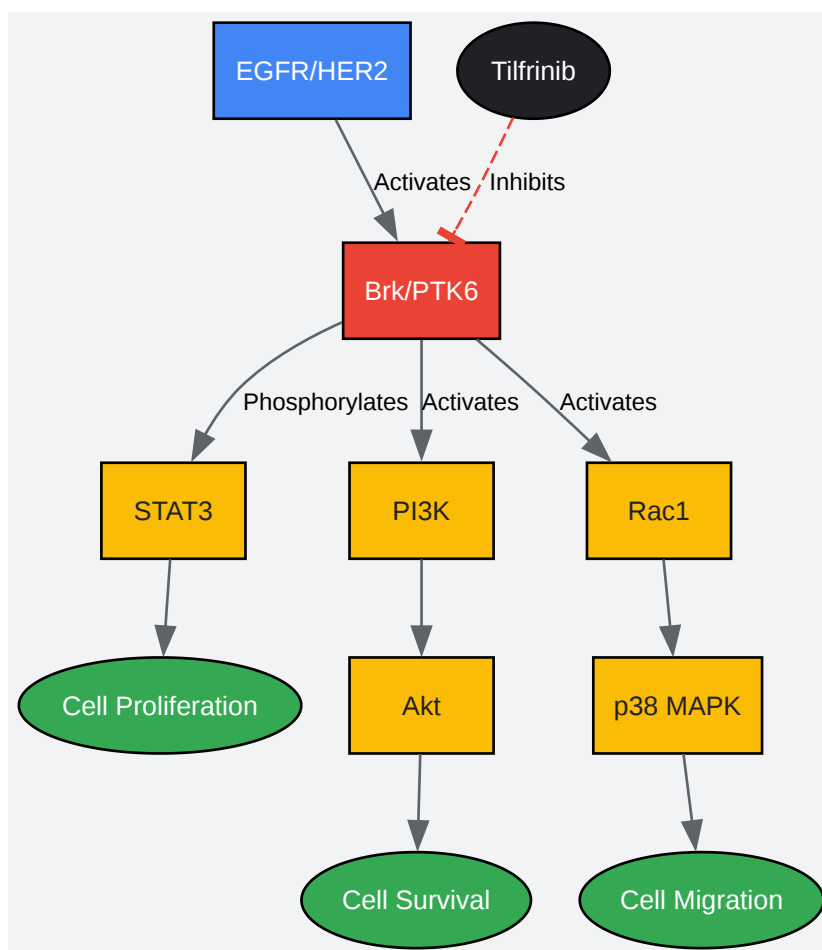 EGFR/HER2
Tilfrinib
Activates
Inhibits
Brk/PTK6
Phosphorylates
Activates
Activates
STAT3
PI3K
Rac1
Cell Proliferation
Akt
p38 MAPK
Cell Survival
Cell Migration